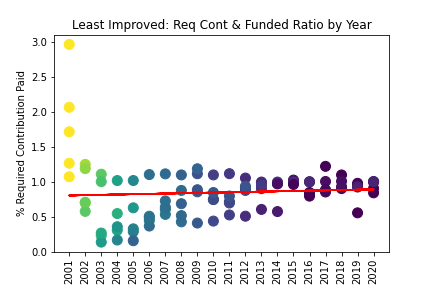 Least Improved: Req Cont & Funded Ratio by Year
% Required Contribution Paid
3.0
2.5
2.0
1.5
1.0
0.5
0.0
2001 2002 2003 2004 2005 2006 2007 2008 2009 2010 2011 2012 2013 2014 2015 2016 2017 2018 2019 2020